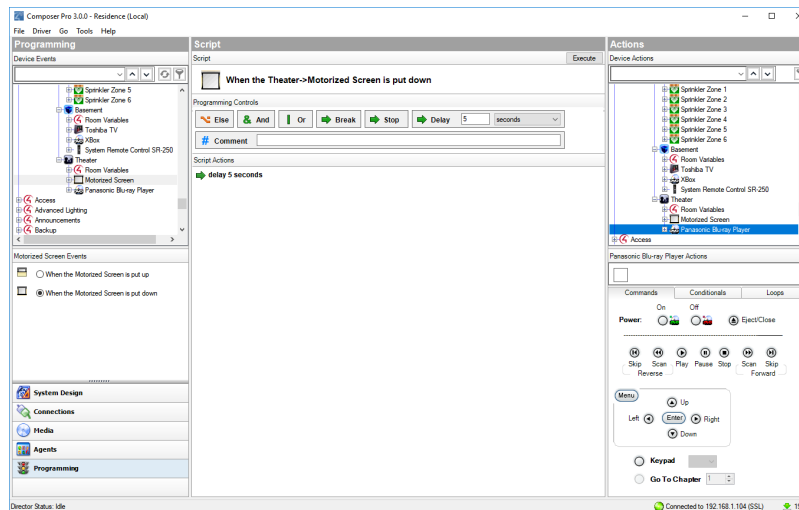 Composer Pro 3.0.0 - Residence (Local)
File Driver Go Tools Help
Programming
Device Events
Sprinkler Zone 5
Sprinkler Zone 6
Basement
Room Variables
Toshiba TV
XBox
System Remote Control SR-250
Theater
Room Variables
Motorized Screen
Panasonic Blu-ray Player
Access
Advanced Lighting
Announcements
Backup
Motorized Screen Events
When the Motorized Screen is put up
When the Motorized Screen is put down
System Design
Connections
Media
Agents
Programming
Director Status: Idle
Script
Script
Execute
When the Theater->Motorized Screen is put down
Programming Controls
Else
& And
Or
Break
Stop
Delay 5 seconds
# Comment
Script Actions
delay 5 seconds
Actions
Device Actions
Sprinkler Zone 1
Sprinkler Zone 2
Sprinkler Zone 3
Sprinkler Zone 4
Sprinkler Zone 5
Sprinkler Zone 6
Basement
Room Variables
Toshiba TV
XBox
System Remote Control SR-250
Theater
Room Variables
Motorized Screen
Panasonic Blu-ray Player
Access
Panasonic Blu-ray Player Actions
Commands Conditionals Loops
On Off
Power: Eject/Close
Skip Scan Play Pause Stop Scan Skip
Reverse Forward
Menu
Up
Left Enter Right
Down
Keypad
Go To Chapter 1
Connected to 192.168.1.104 (SSL)